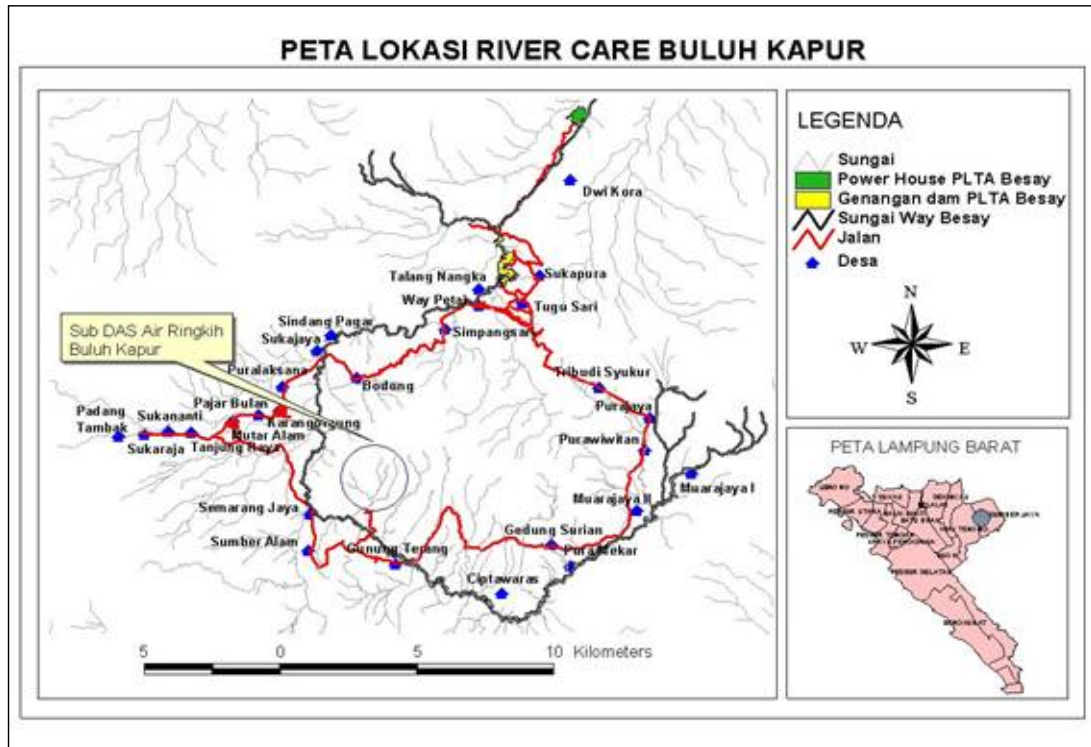 PETA LOKASI RIVER CARE BULUH KAPUR
Dwi Kora
Talang Nangka
Sukapura
Way Petai
Tugu Sari
Sindang Pagar
Simpangsari
Sukajaya
Sub DAS Air Ringkih
Buluh Kapur
Puralaksana
Bodong
Tribudi Syukur
Pajar Bulan
Purajaya
Padang
Tambak
Sukananti
Mutar Alam
Sukaraja
Tanjung Raya
Purawiwitan
Muarajaya I
Muarajaya II
Semarang Jaya
Gedung Surian
Sumber Alam
Gunung Terang
Pura Mekar
Ciptawaras
5 0 5 10 Kilometers
LEGENDA
Sungai
Power House PLTA Besay
Genangan dam PLTA Besay
Sungai Way Besay
Jalan
Desa
N
W E
S
PETA LAMPUNG BARAT